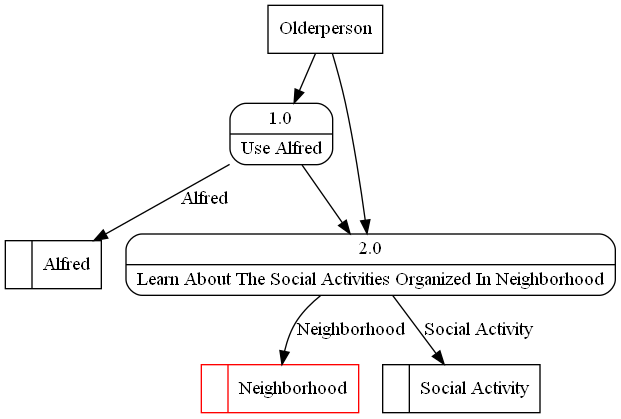 Olderperson
1.0
Use Alfred
Alfred
Alfred
2.0
Learn About The Social Activities Organized In Neighborhood
Neighborhood
Social Activity
Neighborhood
Social Activity